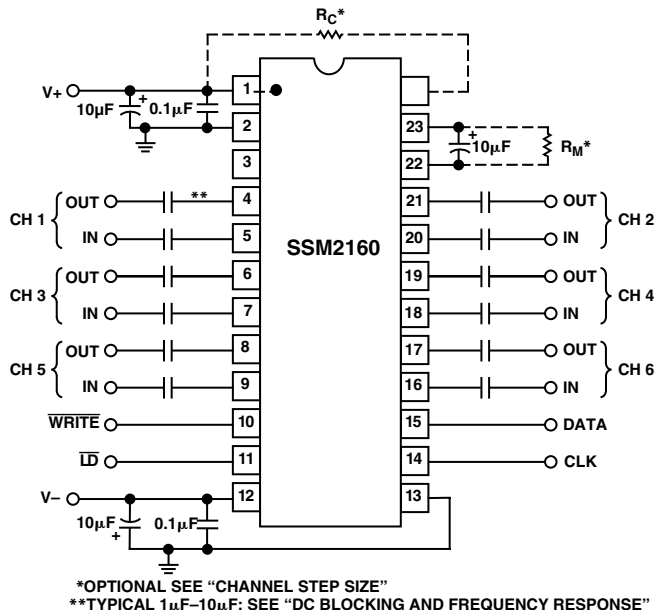 R_C*
V+
10μF + 0.1μF
1
2
3
4
5
6
7
8
9
10
11
12
SSM2160
23
22
21
20
19
18
17
16
15
14
13
+
10μF
R_M*
CH 1
OUT
**
IN
CH 3
OUT
IN
CH 5
OUT
IN
WRITE
LD
V–
10μF + 0.1μF
OUT
IN
CH 2
OUT
IN
CH 4
OUT
IN
CH 6
DATA
CLK
*OPTIONAL SEE “CHANNEL STEP SIZE”
**TYPICAL 1μF–10μF; SEE “DC BLOCKING AND FREQUENCY RESPONSE”